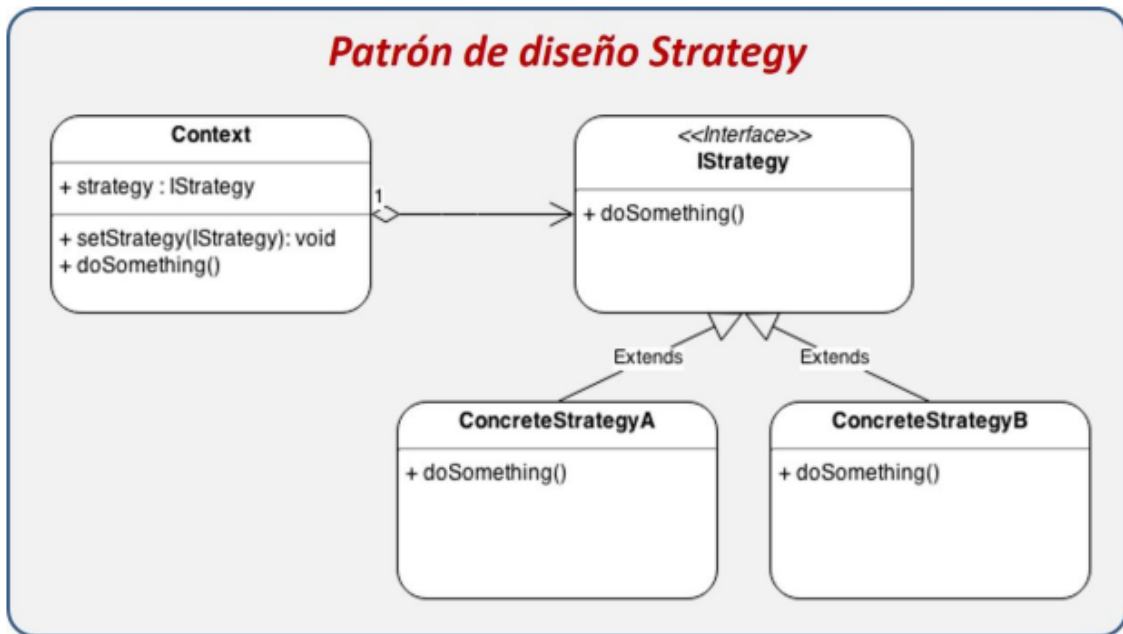 Patrón de diseño Strategy
Context
+ strategy : IStrategy
+ setStrategy(IStrategy): void
+ doSomething()
1
<<Interface>>
IStrategy
+ doSomething()
Extends
Extends
ConcreteStrategyA
+ doSomething()
ConcreteStrategyB
+ doSomething()